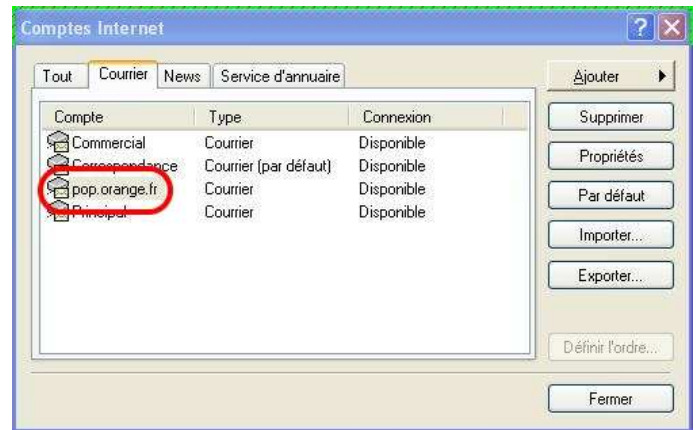 Comptes Internet
Tout Courrier News Service d'annuaire
Ajouter
Compte Type Connexion
Supprimer
Commercial Courrier Disponible
Correspondance Courrier (par défaut) Disponible
Propriétés
pop.orange.fr Courrier Disponible
Par défaut
Principal Courrier Disponible
Importer...
Exporter...
Définir l'ordre...
Fermer